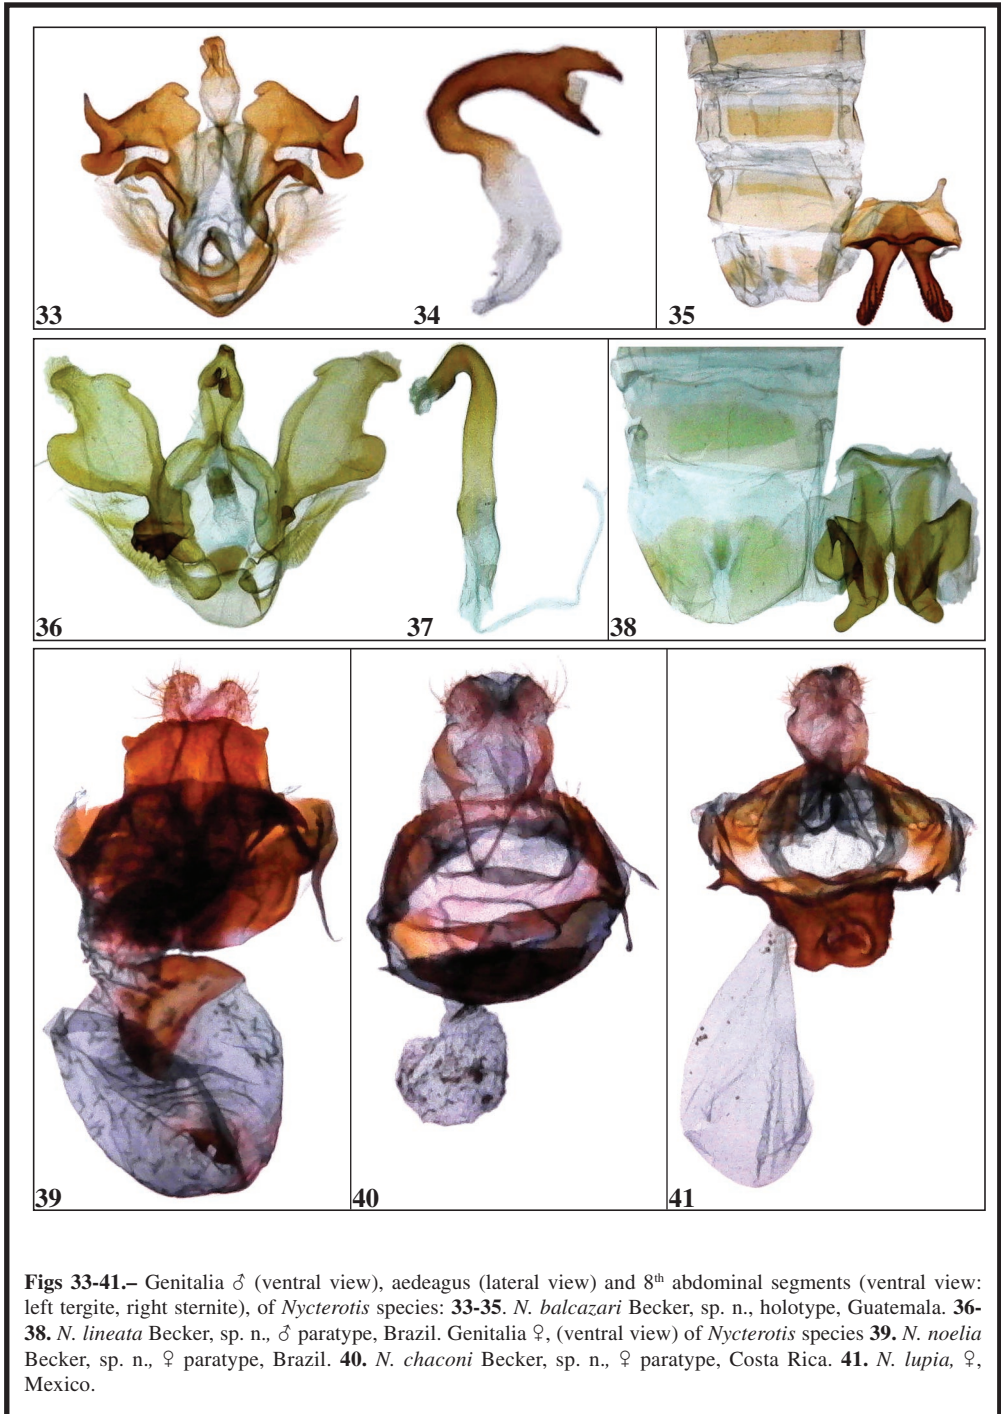 33
34
35
36
37
38
39
40
41
Figs 33-41.– Genitalia ♂ (ventral view), aedeagus (lateral view) and 8th abdominal segments (ventral view:
left tergite, right sternite), of Nycterotis species: 33-35. N. balcazari Becker, sp. n., holotype, Guatemala. 36-
38. N. lineata Becker, sp. n., ♂ paratype, Brazil. Genitalia ♀, (ventral view) of Nycterotis species 39. N. noelia
Becker, sp. n., ♀ paratype, Brazil. 40. N. chaconi Becker, sp. n., ♀ paratype, Costa Rica. 41. N. lupia, ♀,
Mexico.